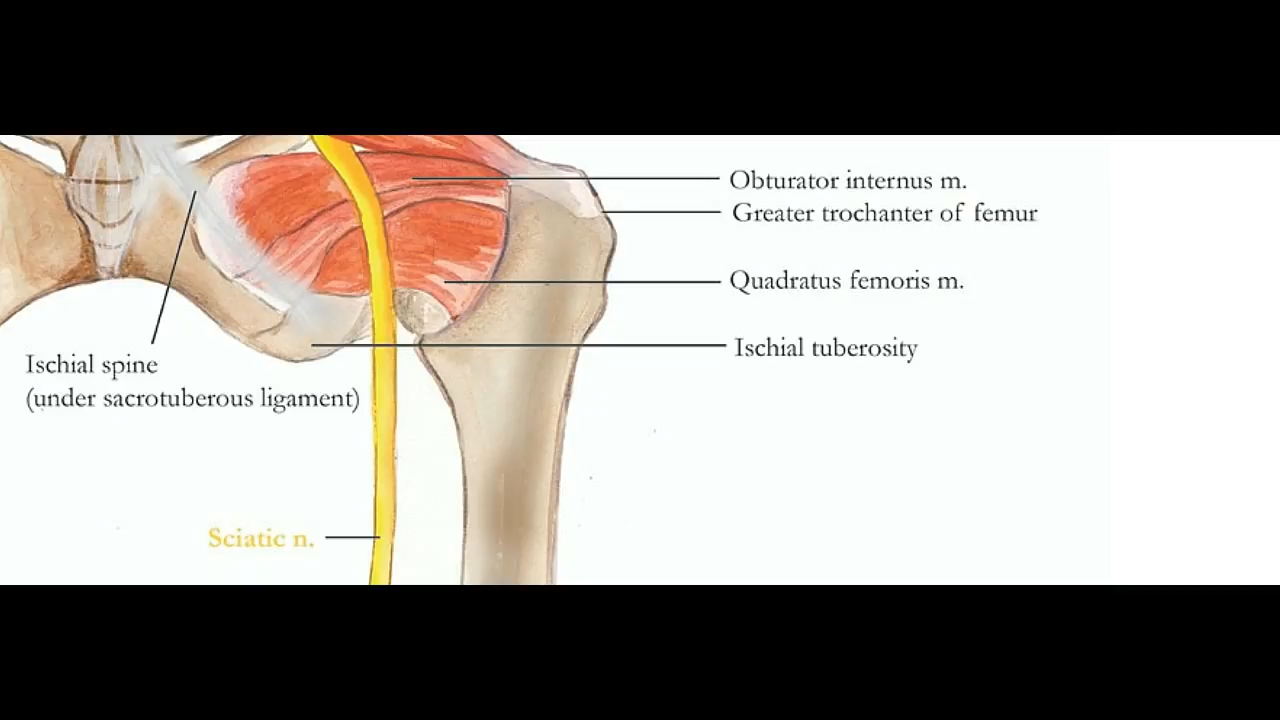 Obturator internus m.
Greater trochanter of femur
Quadratus femoris m.
Ischial tuberosity
Ischial spine
(under sacrotuberous ligament)
Sciatic n.